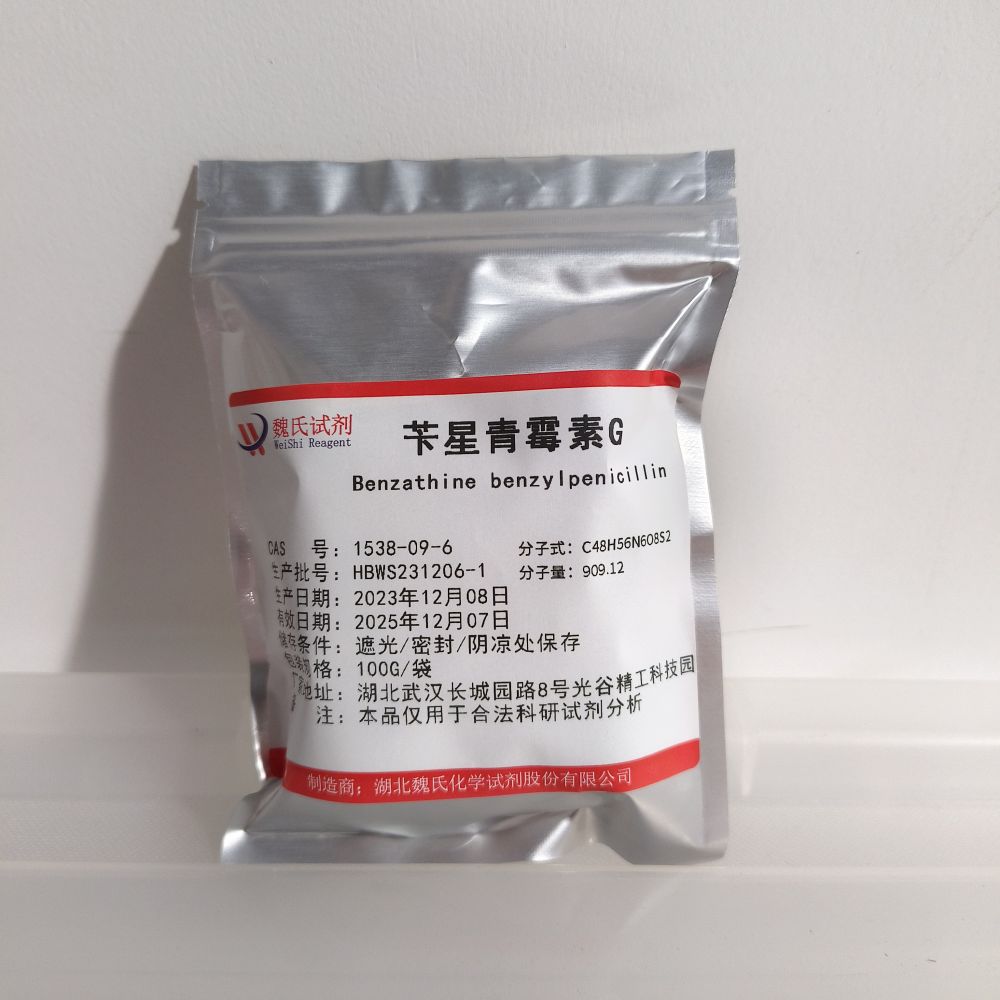 魏氏试剂
WeiShi Reagent
苄星青霉素G
Benzathine benzylpenicillin
CAS 号：1538-09-6 分子式：C48H56N6O8S2
生产批号：HBWS231206-1 分子量：909.12
生产日期：2023年12月08日
有效日期：2025年12月07日
储存条件：遮光/密封/阴凉处保存
包装规格：100G/袋
地址：湖北武汉长城园路8号光谷精工科技园
注：本品仅用于合法科研试剂分析
制造商：湖北魏氏化学试剂股份有限公司